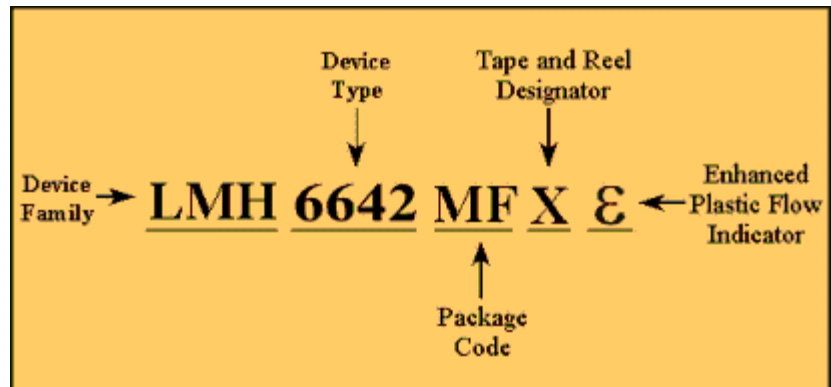 Device
Type
Tape and Reel
Designator
Device
Family
LMH 6642 MF X ε
Enhanced
Plastic Flow
Indicator
Package
Code